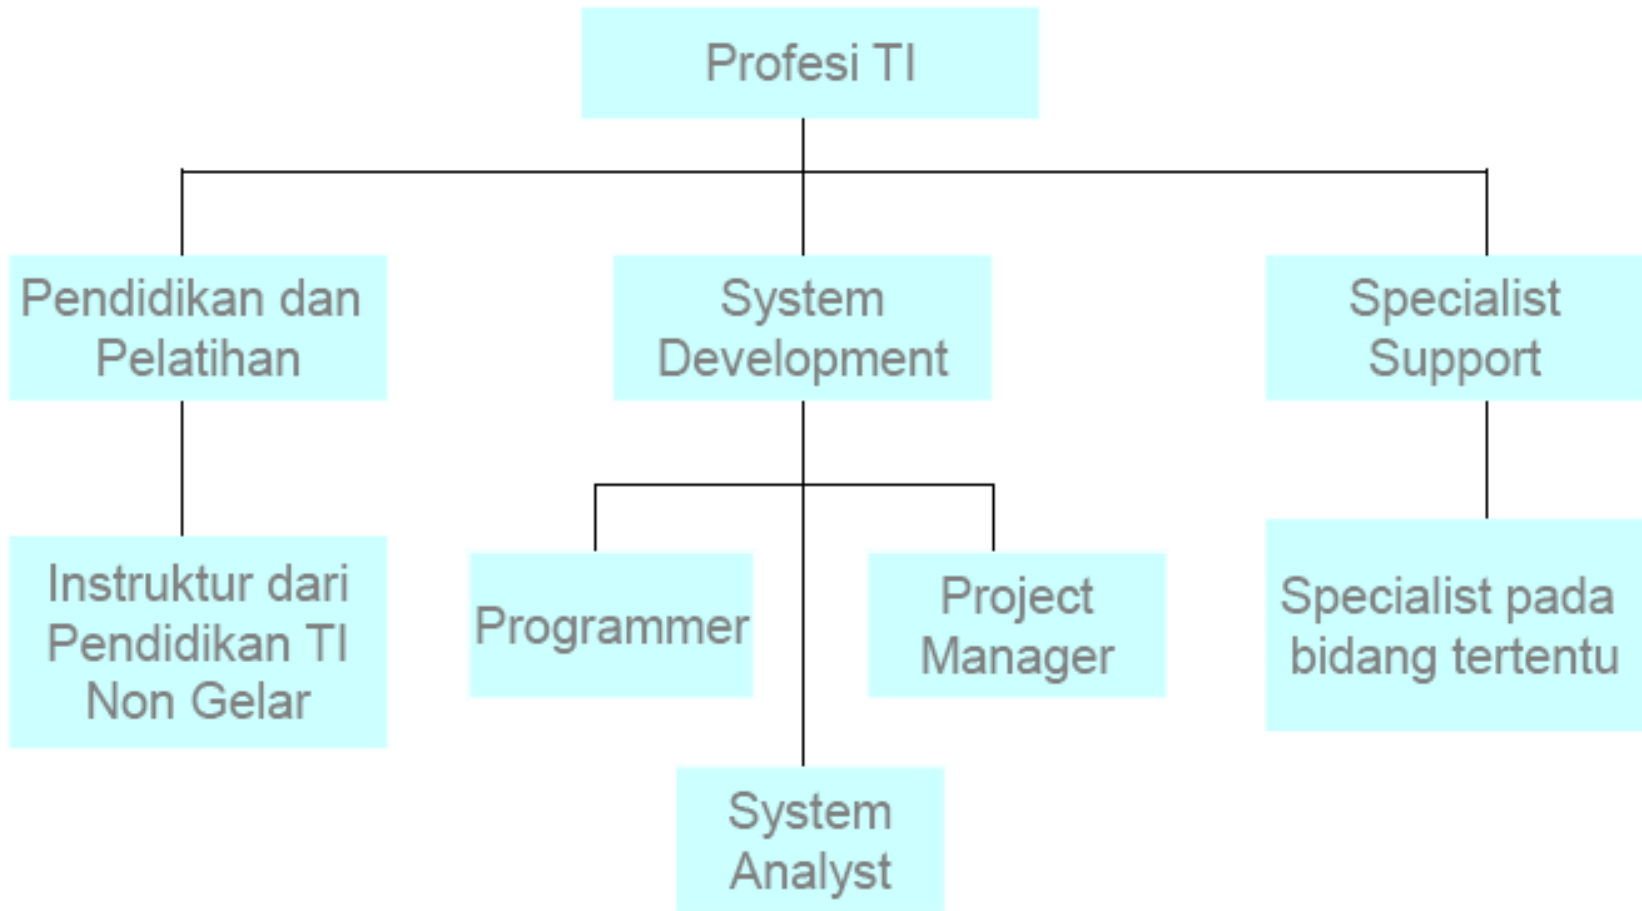 Profesi TI
Pendidikan dan
Pelatihan
System
Development
Specialist
Support
Instruktur dari
Pendidikan TI
Non Gelar
Programmer
Project
Manager
Specialist pada
bidang tertentu
System
Analyst